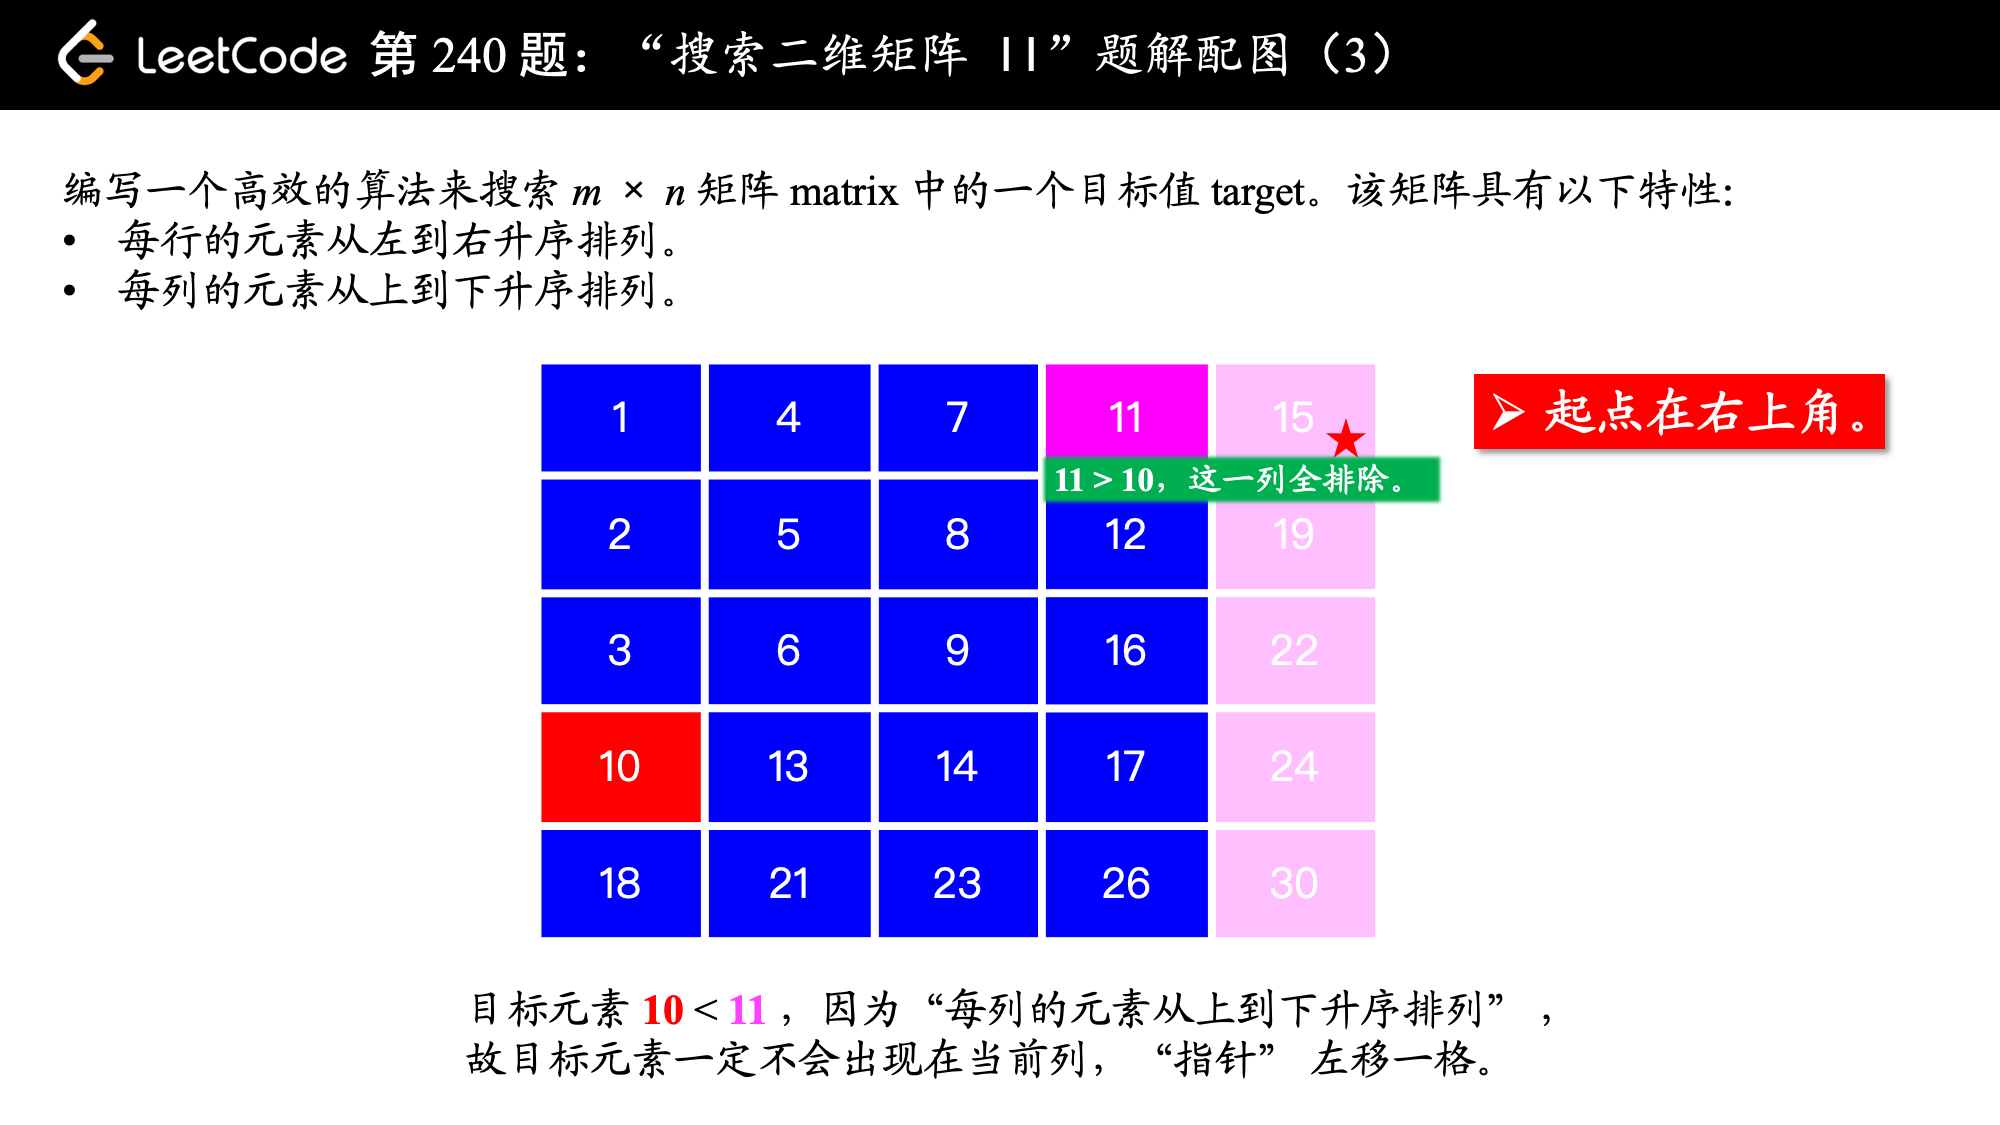 LeetCode 第 240 题：“搜索二维矩阵 II”题解配图（3）
编写一个高效的算法来搜索 m × n 矩阵 matrix 中的一个目标值 target。该矩阵具有以下特性:
• 每行的元素从左到右升序排列。
• 每列的元素从上到下升序排列。
➢ 起点在右上角。
1 4 7 11 15
11 > 10，这一列全排除。
2 5 8 12 19
3 6 9 16 22
10 13 14 17 24
18 21 23 26 30
目标元素 10 < 11 ，因为“每列的元素从上到下升序排列”，
故目标元素一定不会出现在当前列，“指针” 左移一格。